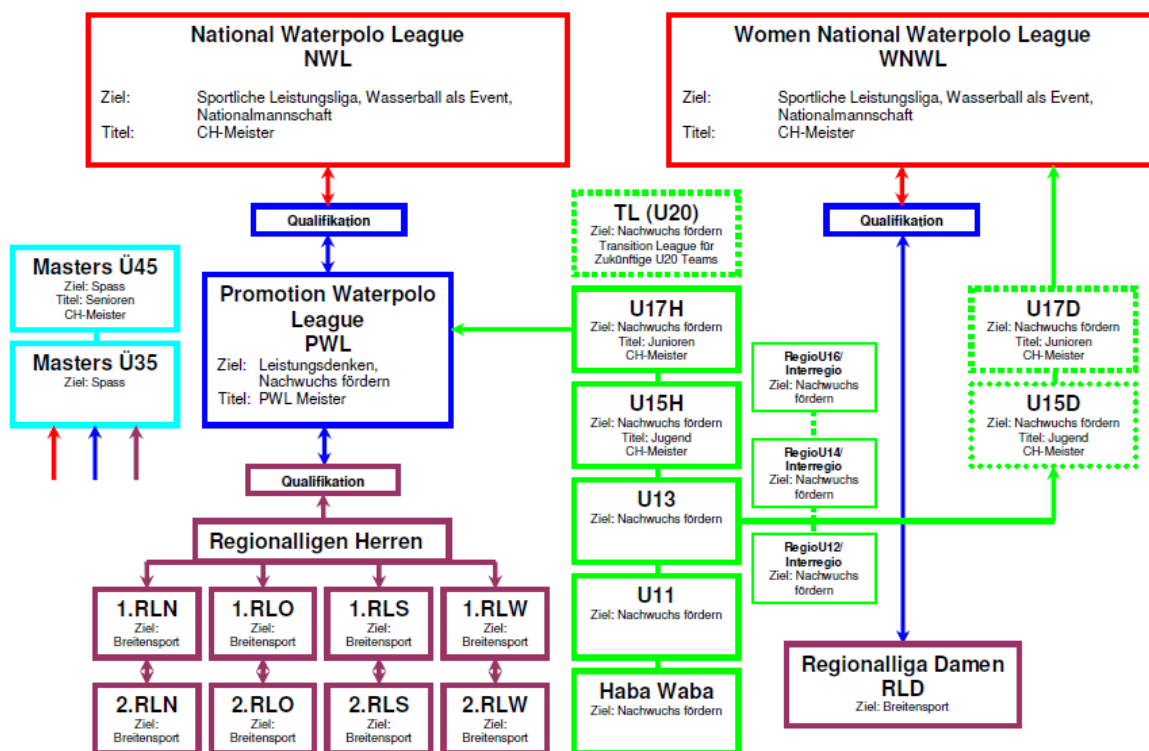 National Waterpolo League
NWL
Ziel: Sportliche Leistungsliga, Wasserball als Event,
Nationalmannschaft
Titel: CH-Meister
Women National Waterpolo League
WNWL
Ziel: Sportliche Leistungsliga, Wasserball als Event,
Nationalmannschaft
Titel: CH-Meister
Qualifikation
TL (U20)
Ziel: Nachwuchs fördern
Transition League für
Zukünftige U20 Teams
Qualifikation
Masters Ü45
Ziel: Spass
Titel: Senioren
CH-Meister
Masters Ü35
Ziel: Spass
Promotion Waterpolo
League
PWL
Ziel: Leistungsdenken,
Nachwuchs fördern
Titel: PWL Meister
U17H
Ziel: Nachwuchs fördern
Titel: Junioren
CH-Meister
RegioU16/
Interregio
Ziel: Nachwuchs
fördern
U17D
Ziel: Nachwuchs fördern
Titel: Junioren
CH-Meister
U15H
Ziel: Nachwuchs fördern
Titel: Jugend
CH-Meister
RegioU14/
Interregio
Ziel: Nachwuchs
fördern
U15D
Ziel: Nachwuchs fördern
Titel: Jugend
CH-Meister
Qualifikation
U13
Ziel: Nachwuchs fördern
Regionalligen Herren
RegioU12/
Interregio
Ziel: Nachwuchs
fördern
1.RLN
Ziel:
Breitensport
1.RLO
Ziel:
Breitensport
1.RLS
Ziel:
Breitensport
1.RLW
Ziel:
Breitensport
U11
Ziel: Nachwuchs fördern
Regionalliga Damen
RLD
Ziel: Breitensport
2.RLN
Ziel:
Breitensport
2.RLO
Ziel:
Breitensport
2.RLS
Ziel:
Breitensport
2.RLW
Ziel:
Breitensport
Haba Waba
Ziel: Nachwuchs fördern